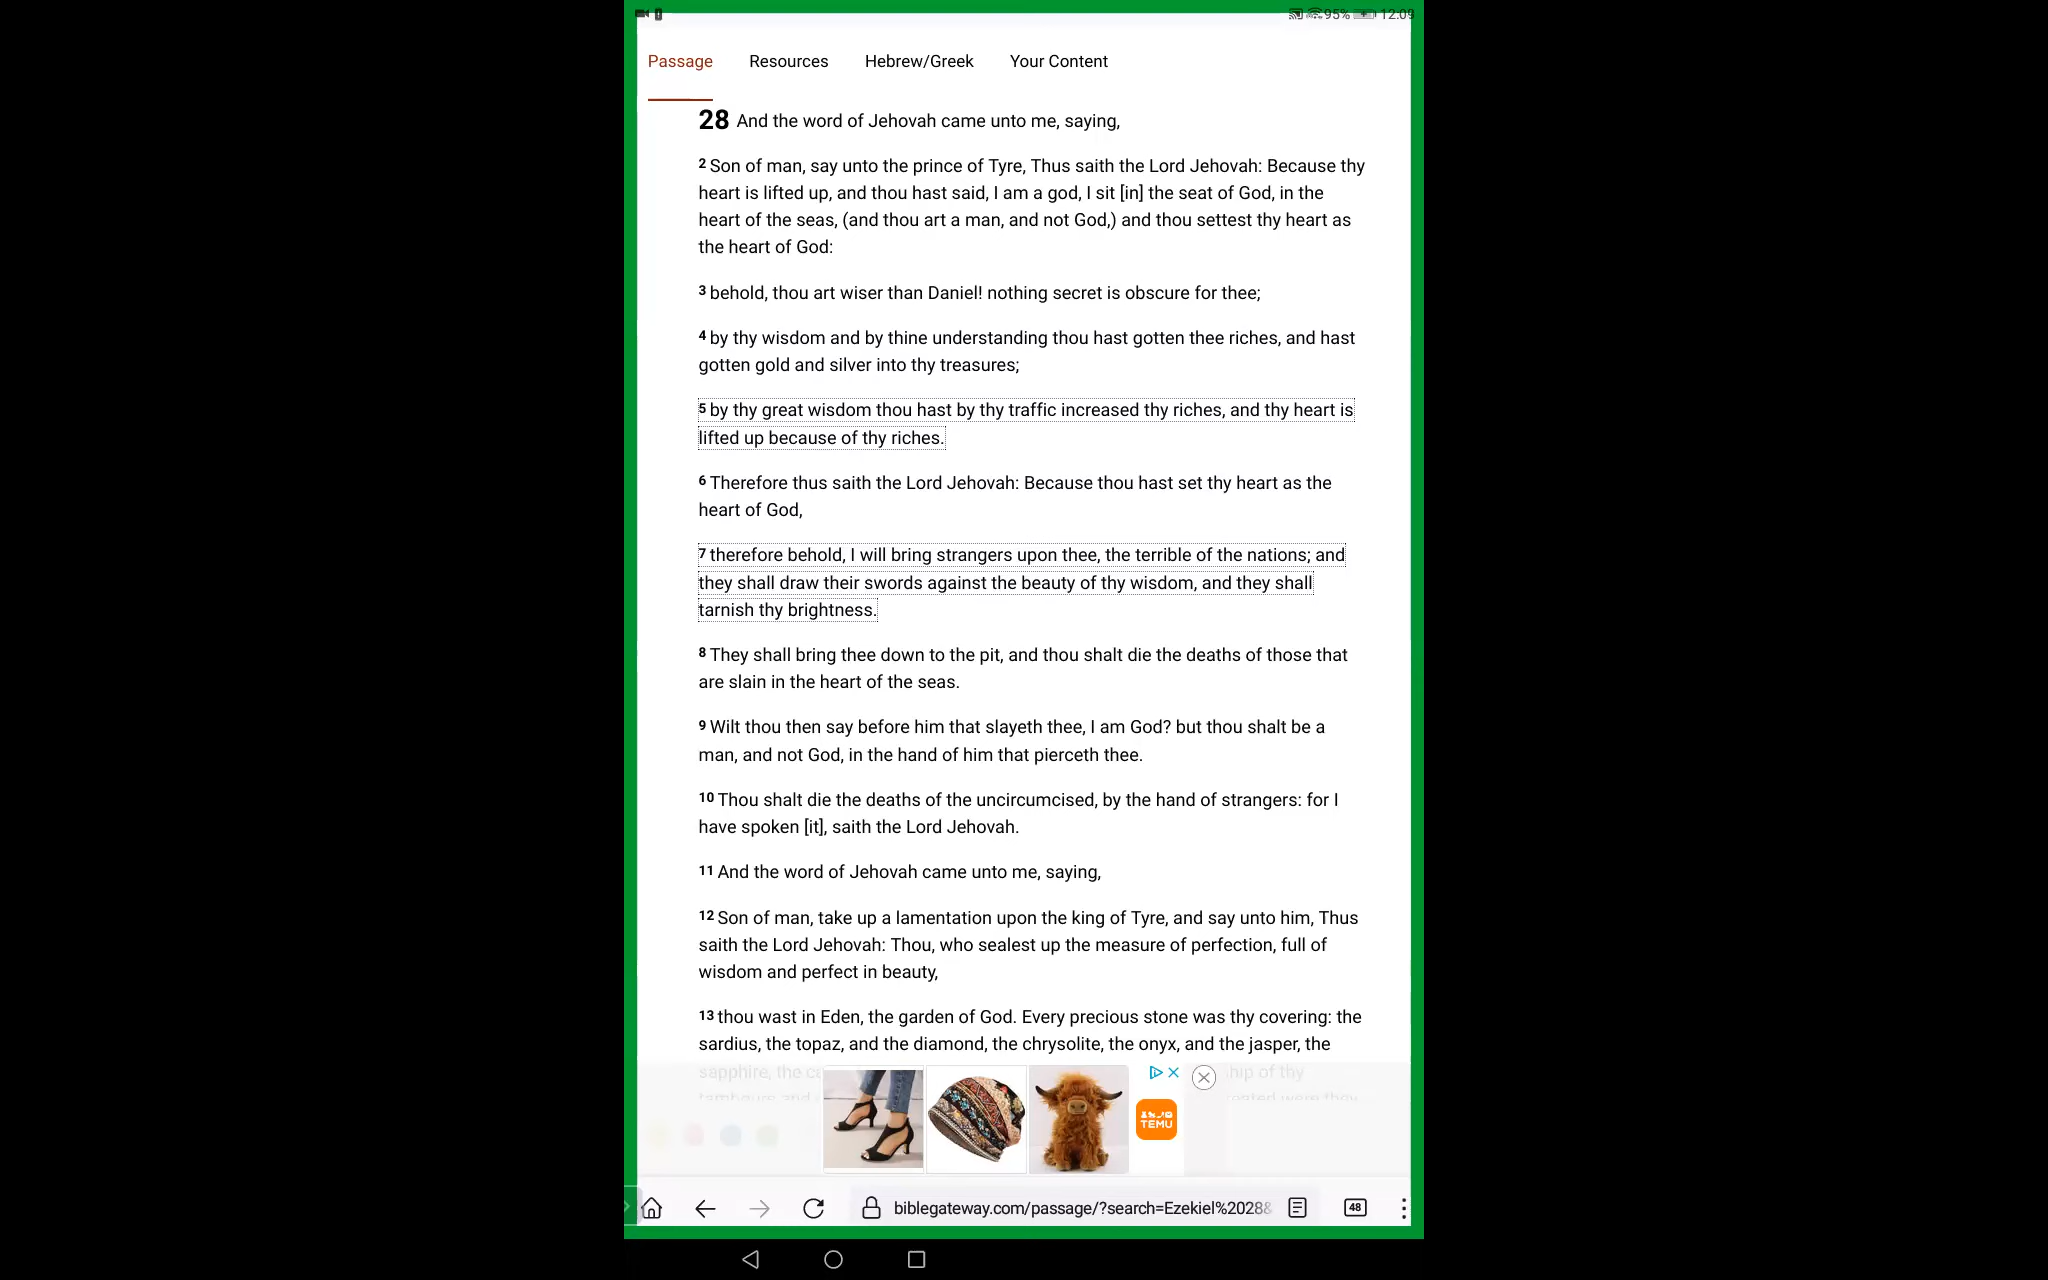 95% 12:09
Passage Resources Hebrew/Greek Your Content
28 And the word of Jehovah came unto me, saying,
2 Son of man, say unto the prince of Tyre, Thus saith the Lord Jehovah: Because thy
heart is lifted up, and thou hast said, I am a god, I sit [in] the seat of God, in the
heart of the seas, (and thou art a man, and not God,) and thou settest thy heart as
the heart of God:
3 behold, thou art wiser than Daniel! nothing secret is obscure for thee;
4 by thy wisdom and by thine understanding thou hast gotten thee riches, and hast
gotten gold and silver into thy treasures;
5 by thy great wisdom thou hast by thy traffic increased thy riches, and thy heart is
lifted up because of thy riches.
6 Therefore thus saith the Lord Jehovah: Because thou hast set thy heart as the
heart of God,
7 therefore behold, I will bring strangers upon thee, the terrible of the nations; and
they shall draw their swords against the beauty of thy wisdom, and they shall
tarnish thy brightness.
8 They shall bring thee down to the pit, and thou shalt die the deaths of those that
are slain in the heart of the seas.
9 Wilt thou then say before him that slayeth thee, I am God? but thou shalt be a
man, and not God, in the hand of him that pierceth thee.
10 Thou shalt die the deaths of the uncircumcised, by the hand of strangers: for I
have spoken [it], saith the Lord Jehovah.
11 And the word of Jehovah came unto me, saying,
12 Son of man, take up a lamentation upon the king of Tyre, and say unto him, Thus
saith the Lord Jehovah: Thou, who sealest up the measure of perfection, full of
wisdom and perfect in beauty,
13 thou wast in Eden, the garden of God. Every precious stone was thy covering: the
sardius, the topaz, and the diamond, the chrysolite, the onyx, and the jasper, the
sapphire, the of thy
tambours and were thy
TEMU
biblegateway.com/passage/?search=Ezekiel%2028& 48